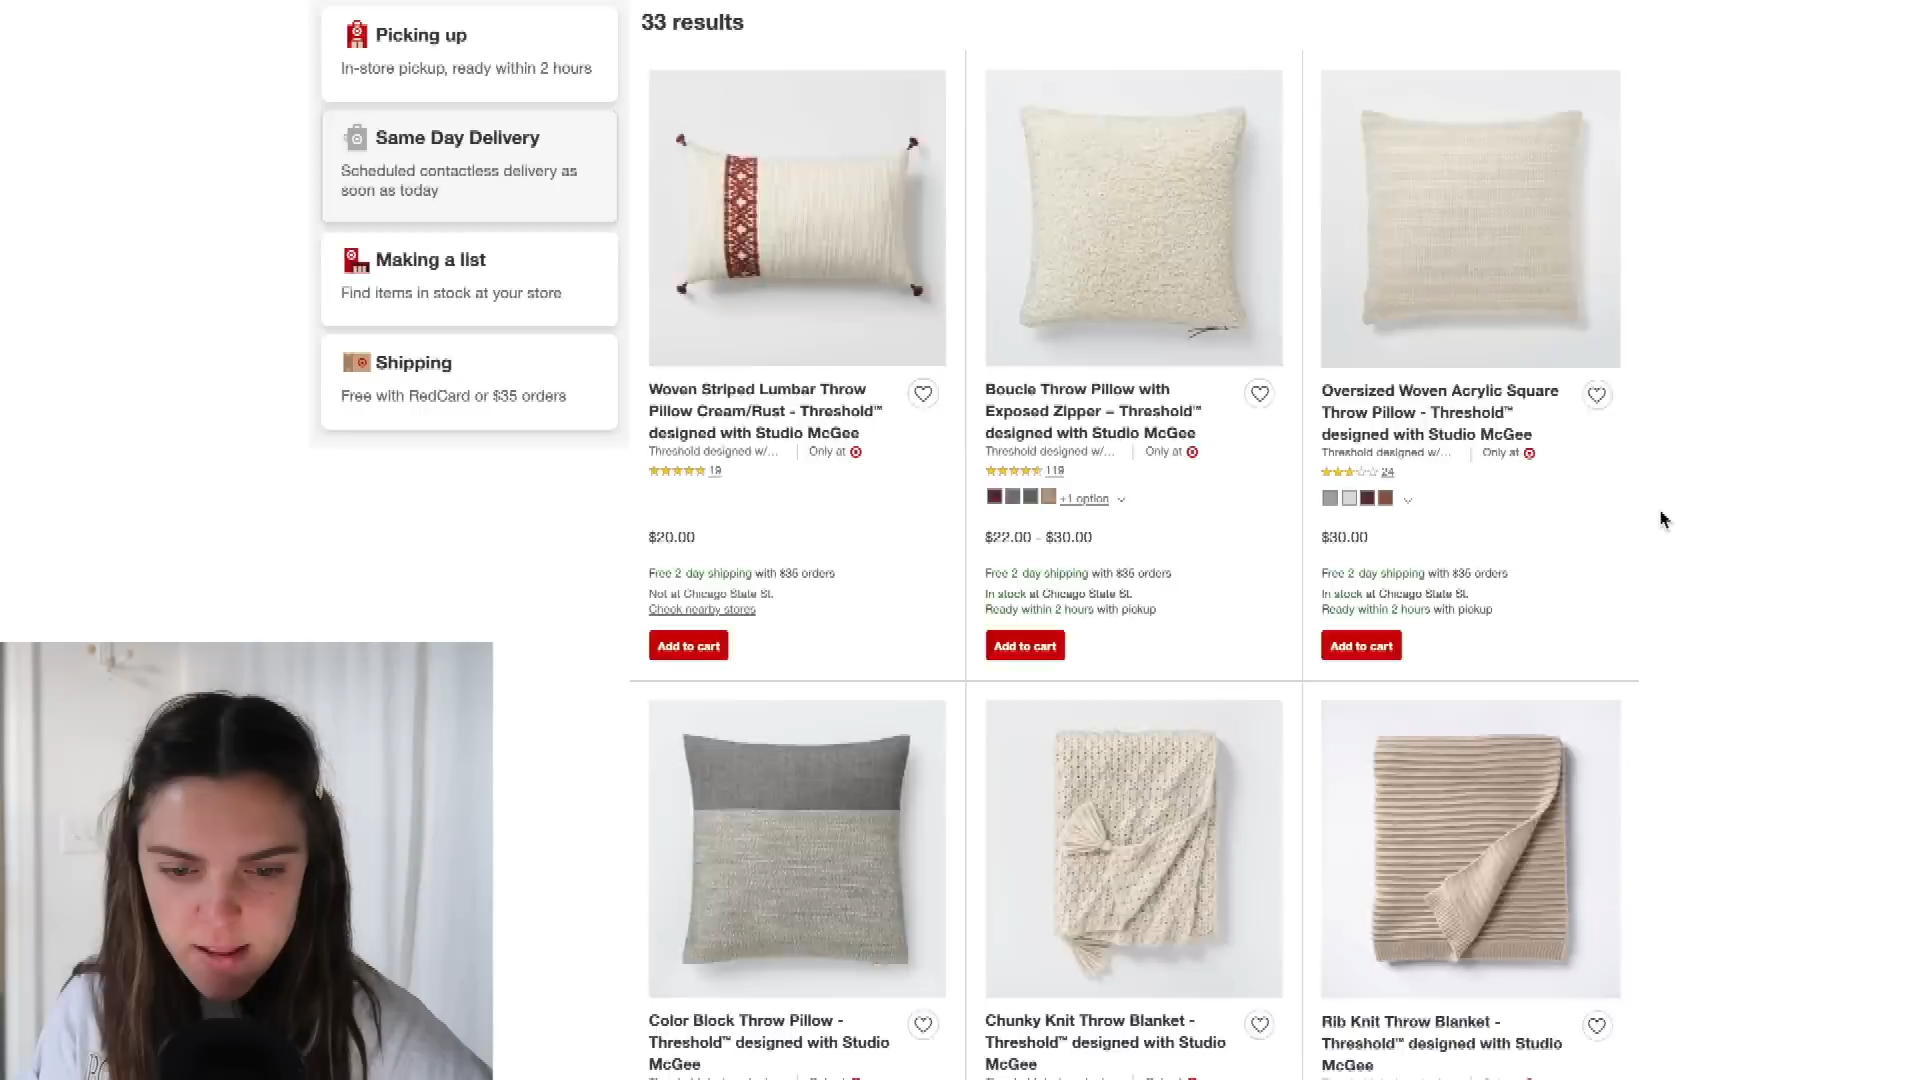 Picking up
In-store pickup, ready within 2 hours
Same Day Delivery
Scheduled contactless delivery as
soon as today
Making a list
Find items in stock at your store
Shipping
Free with RedCard or $35 orders
33 results
Woven Striped Lumbar Throw
Pillow Cream/Rust - Threshold™
designed with Studio McGee
Threshold designed w/... Only at
19
$20.00
Free 2-day shipping with $35 orders
Not at Chicago State St.
Check nearby stores
Add to cart
Boucle Throw Pillow with
Exposed Zipper – Threshold™
designed with Studio McGee
Threshold designed w/... Only at
119
+1 option
$22.00 - $30.00
Free 2-day shipping with $35 orders
In stock at Chicago State St.
Ready within 2 hours with pickup
Add to cart
Oversized Woven Acrylic Square
Throw Pillow - Threshold™
designed with Studio McGee
Threshold designed w/... Only at
24
$30.00
Free 2-day shipping with $35 orders
In stock at Chicago State St.
Ready within 2 hours with pickup
Add to cart
Color Block Throw Pillow -
Threshold™ designed with Studio
McGee
Chunky Knit Throw Blanket -
Threshold™ designed with Studio
McGee
Rib Knit Throw Blanket -
Threshold™ designed with Studio
McGee